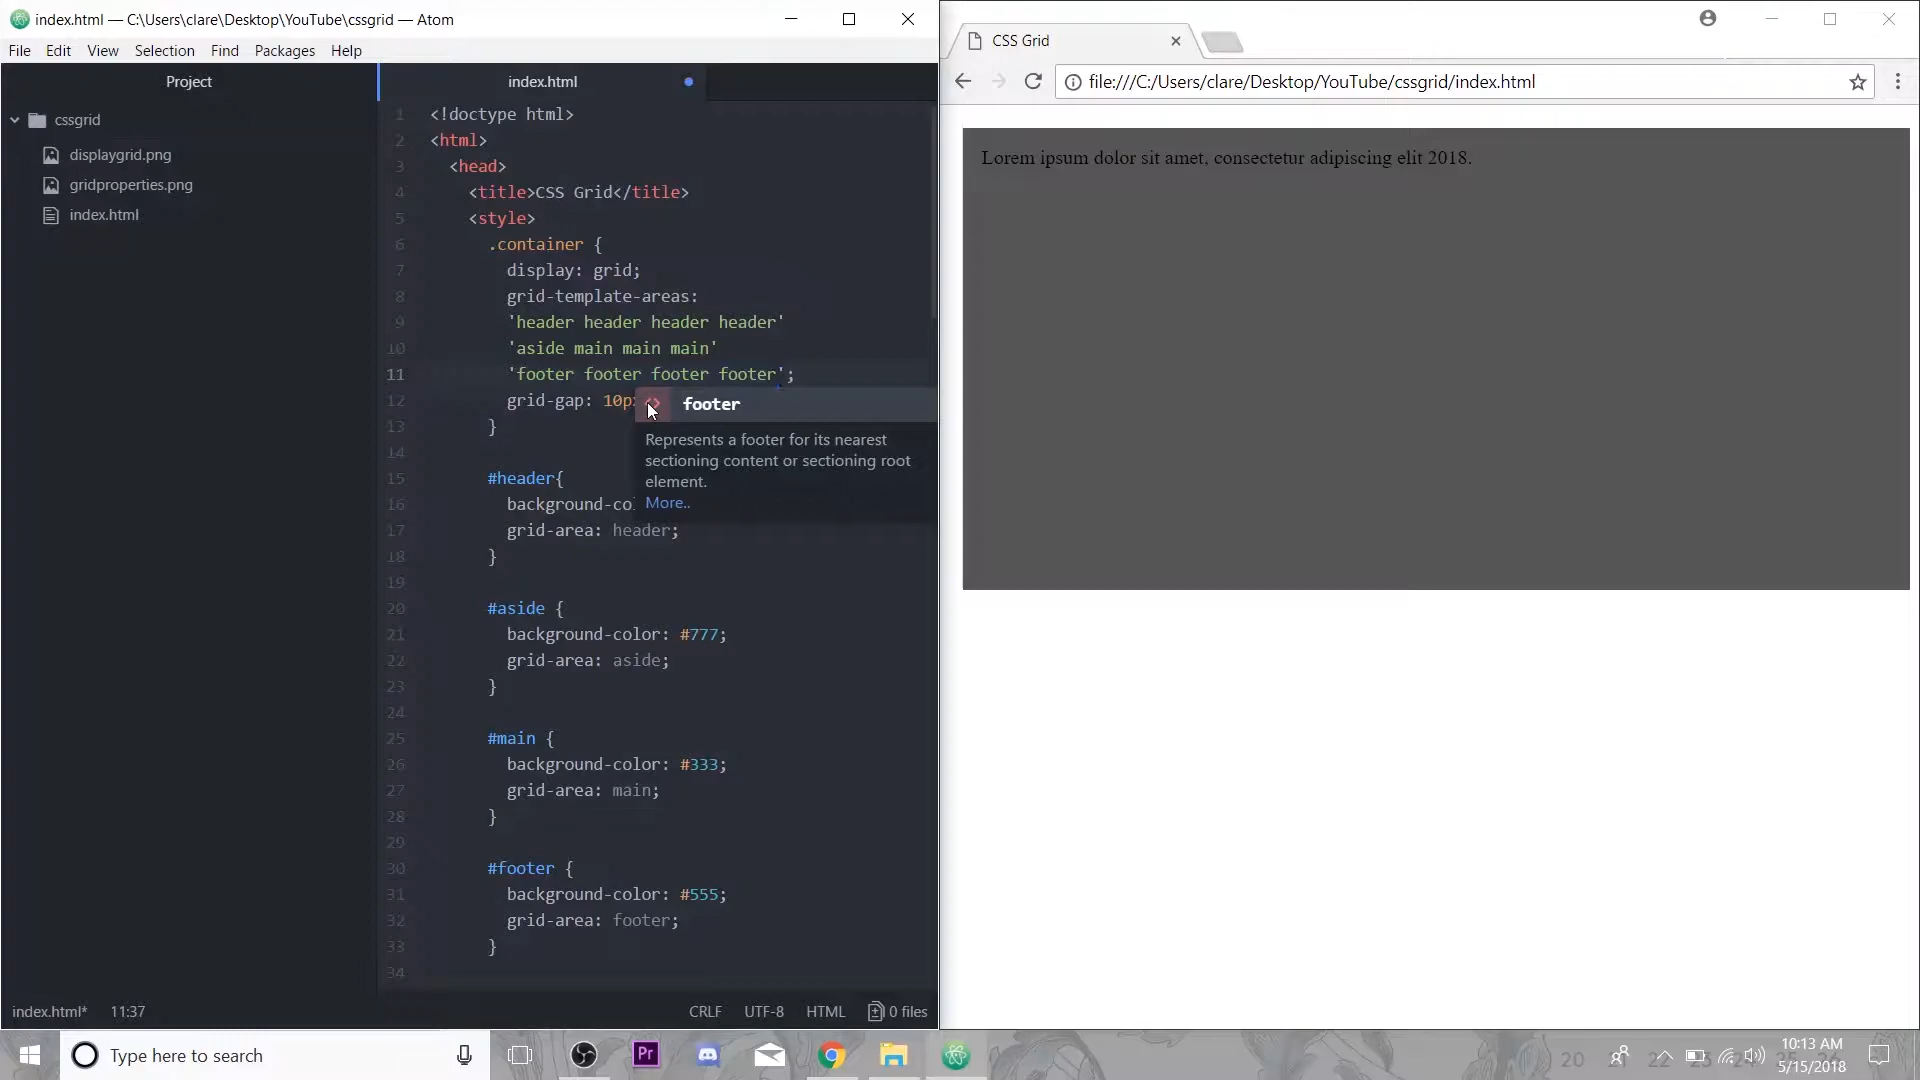 index.html — C:\Users\clare\Desktop\YouTube\cssgrid — Atom
File Edit View Selection Find Packages Help
Project
cssgrid
displaygrid.png
gridproperties.png
index.html
index.html
1 <!doctype html>
2 <html>
3 <head>
4 <title>CSS Grid</title>
5 <style>
6 .container {
7 display: grid;
8 grid-template-areas:
9 'header header header header'
10 'aside main main main'
11 'footer footer footer footer';
12 grid-gap: 10p
13 }
14
15 #header{
16 background-co
17 grid-area: header;
18 }
19
20 #aside {
21 background-color: #777;
22 grid-area: aside;
23 }
24
25 #main {
26 background-color: #333;
27 grid-area: main;
28 }
29
30 #footer {
31 background-color: #555;
32 grid-area: footer;
33 }
34
<> footer
Represents a footer for its nearest
sectioning content or sectioning root
element.
More..
index.html* 11:37 CRLF UTF-8 HTML 0 files
CSS Grid
file:///C:/Users/clare/Desktop/YouTube/cssgrid/index.html
Lorem ipsum dolor sit amet, consectetur adipiscing elit 2018.
Type here to search
Pr
20 22
10:13 AM
5/15/2018